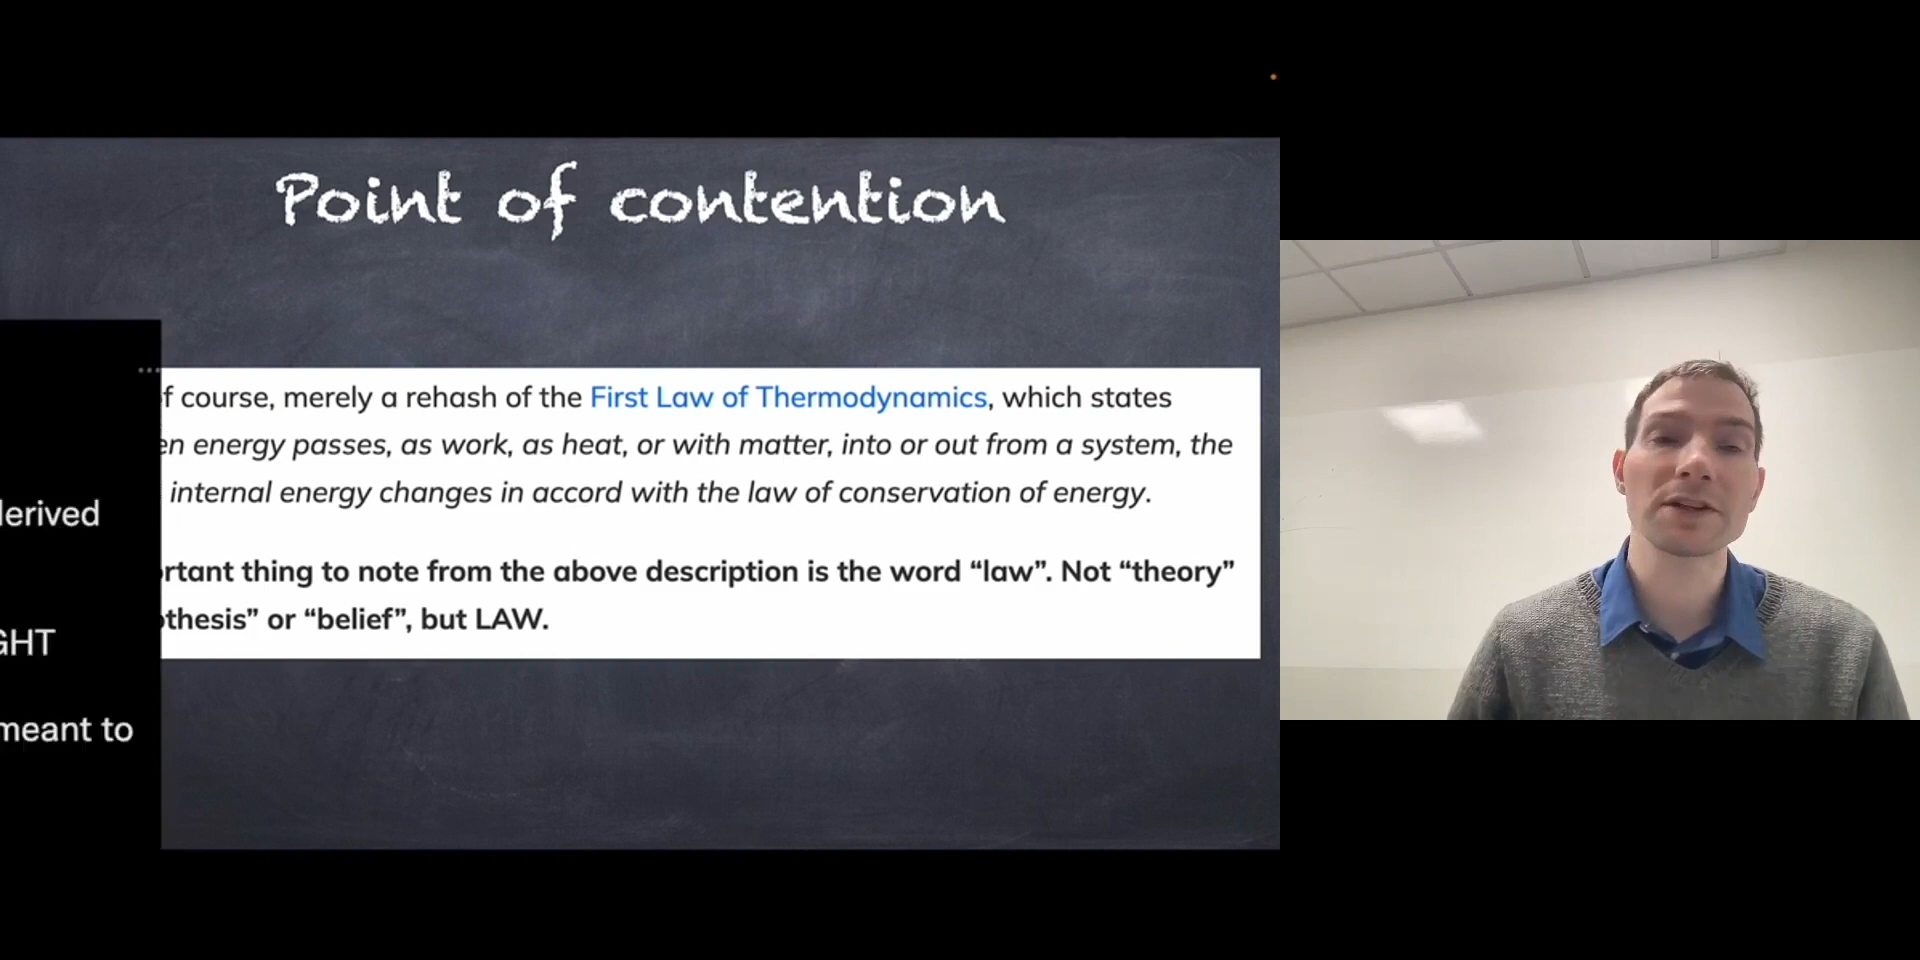 Point of contention
f course, merely a rehash of the First Law of Thermodynamics, which states
en energy passes, as work, as heat, or with matter, into or out from a system, the
internal energy changes in accord with the law of conservation of energy.
rtant thing to note from the above description is the word “law”. Not “theory”
othesis” or “belief”, but LAW.
derived
GHT
meant to